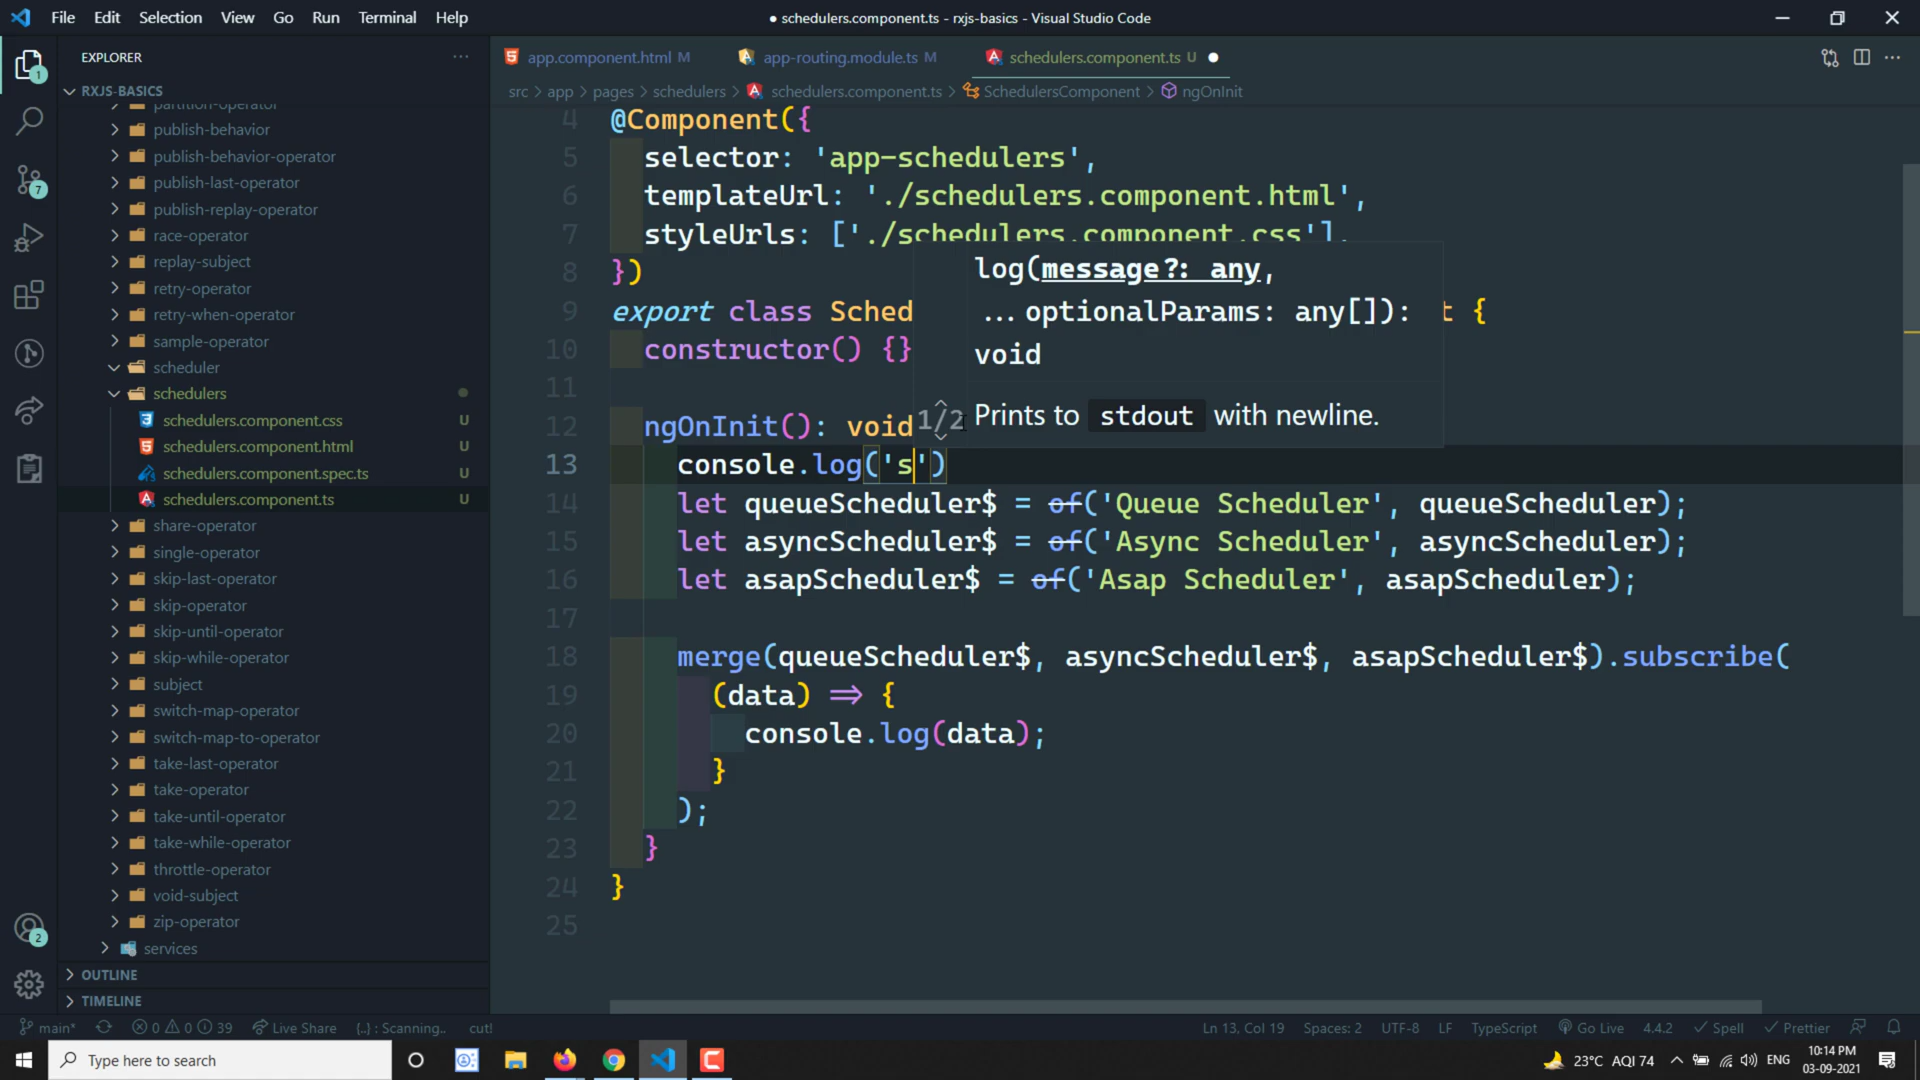 File Edit Selection View Go Run Terminal Help
● schedulers.component.ts - rxjs-basics - Visual Studio Code
EXPLORER
RXJS-BASICS
partition-operator
publish-behavior
publish-behavior-operator
publish-last-operator
publish-replay-operator
race-operator
replay-subject
retry-operator
retry-when-operator
sample-operator
scheduler
schedulers
schedulers.component.css U
schedulers.component.html U
schedulers.component.spec.ts U
schedulers.component.ts U
share-operator
single-operator
skip-last-operator
skip-operator
skip-until-operator
skip-while-operator
subject
switch-map-operator
switch-map-to-operator
take-last-operator
take-operator
take-until-operator
take-while-operator
throttle-operator
void-subject
zip-operator
services
OUTLINE
TIMELINE
1
7
2
app.component.html M app-routing.module.ts M schedulers.component.ts U
src > app > pages > schedulers > schedulers.component.ts > SchedulersComponent > ngOnInit
4 @Component({
5 selector: 'app-schedulers',
6 templateUrl: './schedulers.component.html',
7 styleUrls: ['./schedulers.component.css'],
8 })
9 export class Sched t {
10 constructor() {}
11
12 ngOnInit(): void
13 console.log('s')
14 let queueScheduler$ = of('Queue Scheduler', queueScheduler);
15 let asyncScheduler$ = of('Async Scheduler', asyncScheduler);
16 let asapScheduler$ = of('Asap Scheduler', asapScheduler);
17
18 merge(queueScheduler$, asyncScheduler$, asapScheduler$).subscribe(
19 (data) => {
20 console.log(data);
21 }
22 );
23 }
24 }
25
log(message?: any,
...optionalParams: any[]):
void
1/2 Prints to stdout with newline.
main* 0 0 39 Live Share {..} : Scanning.. cut! Ln 13, Col 19 Spaces: 2 UTF-8 LF TypeScript Go Live 4.4.2 Spell Prettier
Type here to search
23°C AQI 74 ENG 10:14 PM
03-09-2021